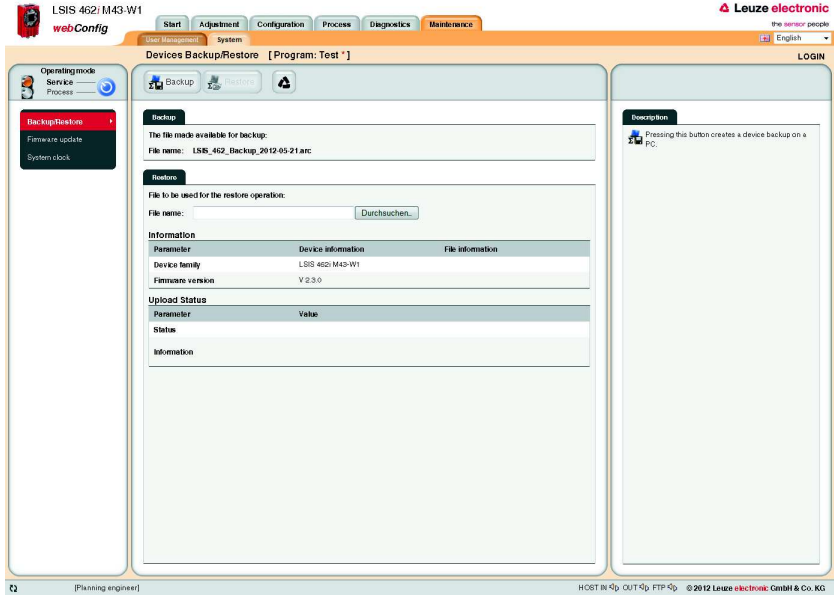 LSIS 462i M43-W1
webConfig
Leuze electronic
the sensor people
Start Adjustment Configuration Process Diagnostics Maintenance
User Management System
English
Devices Backup/Restore [Program: Test *]
LOGIN
Operating mode
Service
Process
Backup Restore
Backup/Restore
Firmware update
System clock
Backup
The file made available for backup:
File name: LSIS_462_Backup_2012-05-21.arc
Restore
File to be used for the restore operation:
File name: Durchsuchen..
Information
Parameter Device information File information
Device family LSIS 462i M43-W1
Firmware version V 2.3.0
Upload Status
Parameter Value
Status
Information
Description
Pressing this button creates a device backup on a
PC.
[Planning engineer]
HOST IN OUT FTP © 2012 Leuze electronic GmbH & Co. KG